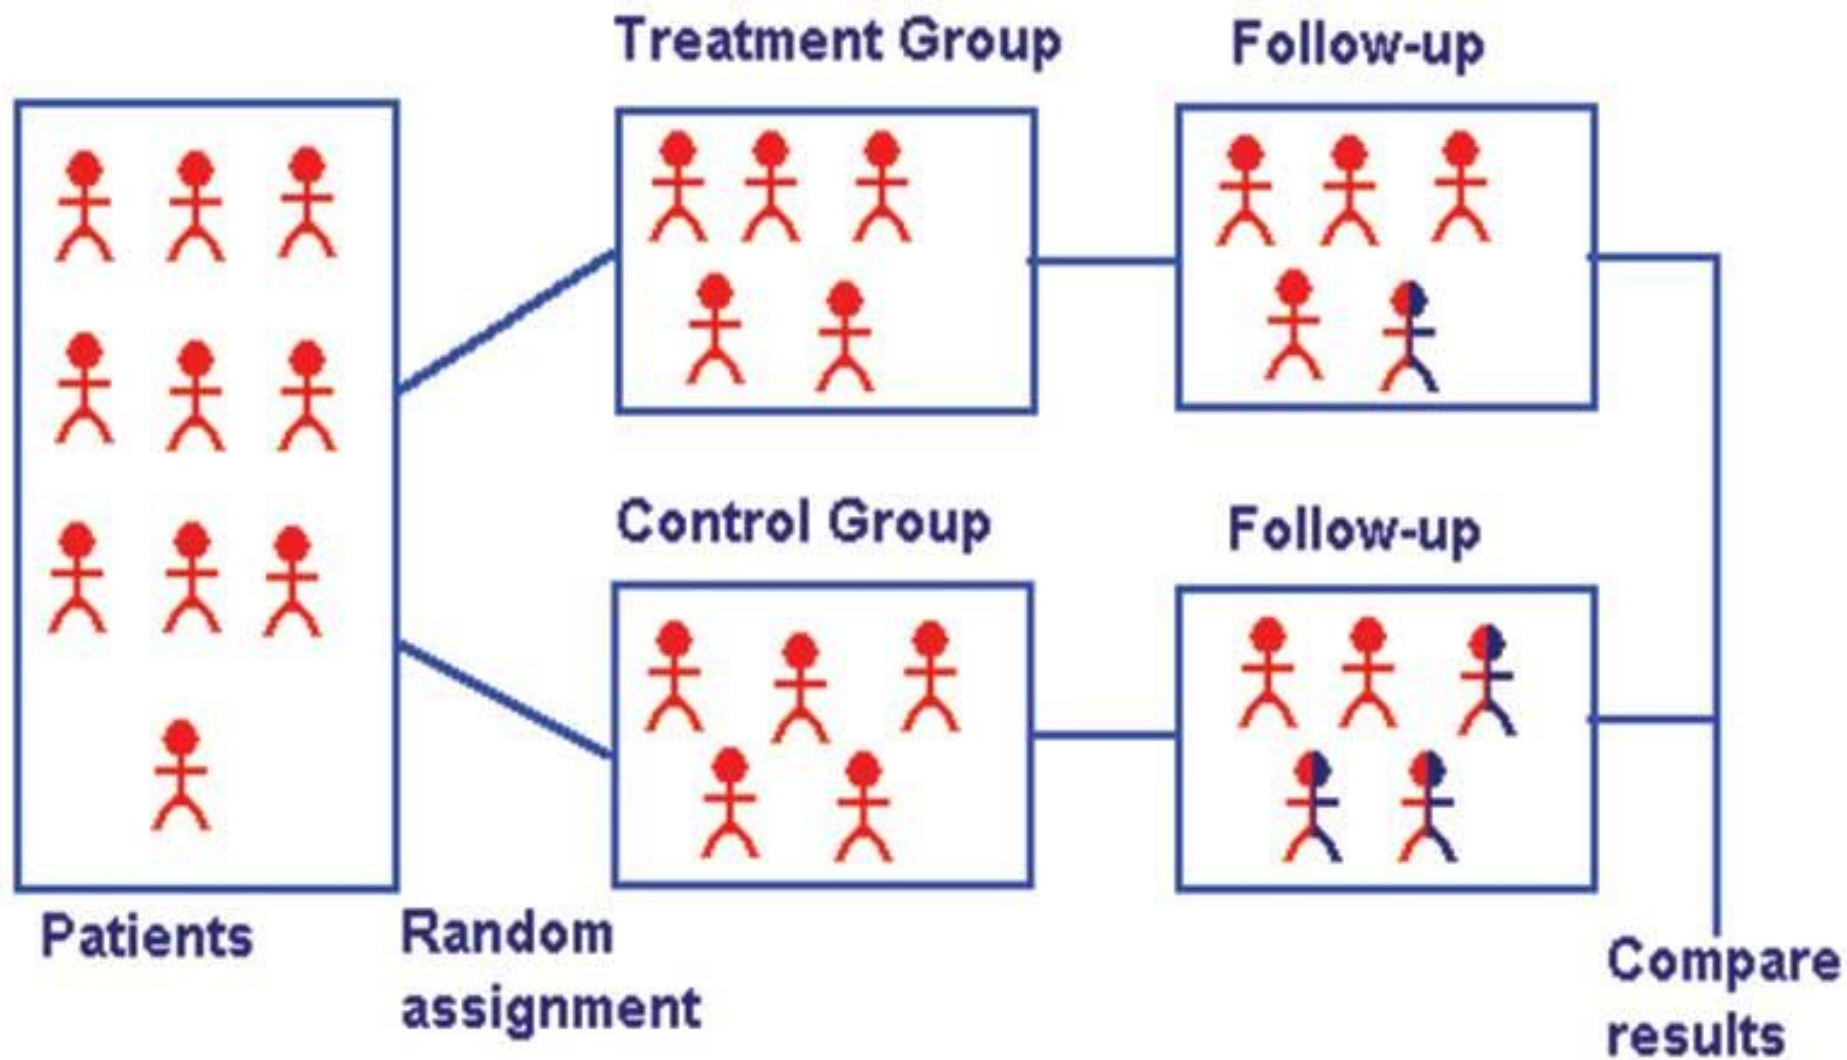 Treatment Group
Follow-up
Control Group
Follow-up
Patients
Random
assignment
Compare
results